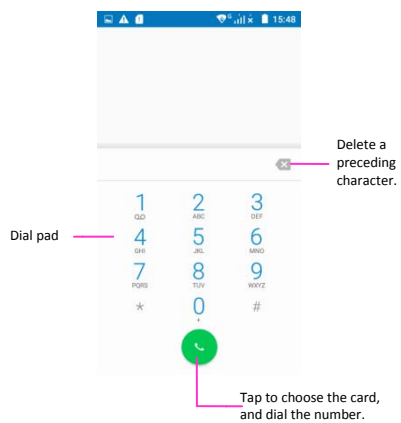 15:48
Delete a
preceding
character.
1 2 3
ABC DEF
Dial pad
4 5 6
GHI JKL MNO
7 8 9
PQRS TUV WXYZ
* 0 #
+
Tap to choose the card,
and dial the number.